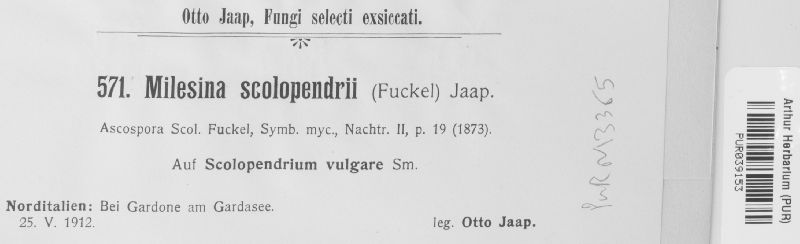 Otto Jaap, Fungi selecti exsiccati.
571. Milesina scolopendrii (Fuckel) Jaap.
Ascospora Scol. Fuckel, Symb. myc., Nachtr. II, p. 19 (1873).
Auf Scolopendrium vulgare Sm.
Norditalien: Bei Gardone am Gardasee.
25. V. 1912.
leg. Otto Jaap.
PUR M3365
Arthur Herbarium (PUR)
PUR039153